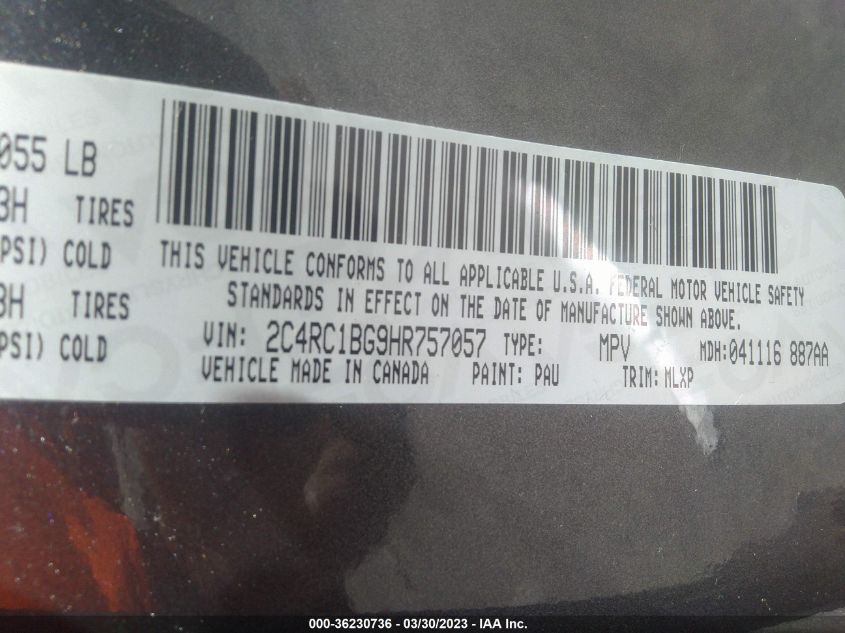 055 LB
3H TIRES
PSI) COLD
3H TIRES
PSI) COLD
THIS VEHICLE CONFORMS TO ALL APPLICABLE U.S.A. FEDERAL MOTOR VEHICLE SAFETY
STANDARDS IN EFFECT ON THE DATE OF MANUFACTURE SHOWN ABOVE.
VIN: 2C4RC1BG9HR757057 TYPE: MPV MDH: 041116 887AA
VEHICLE MADE IN CANADA PAINT: PAU TRIM: MLXP
000-36230736 — 03/30/2023 — IAA Inc.